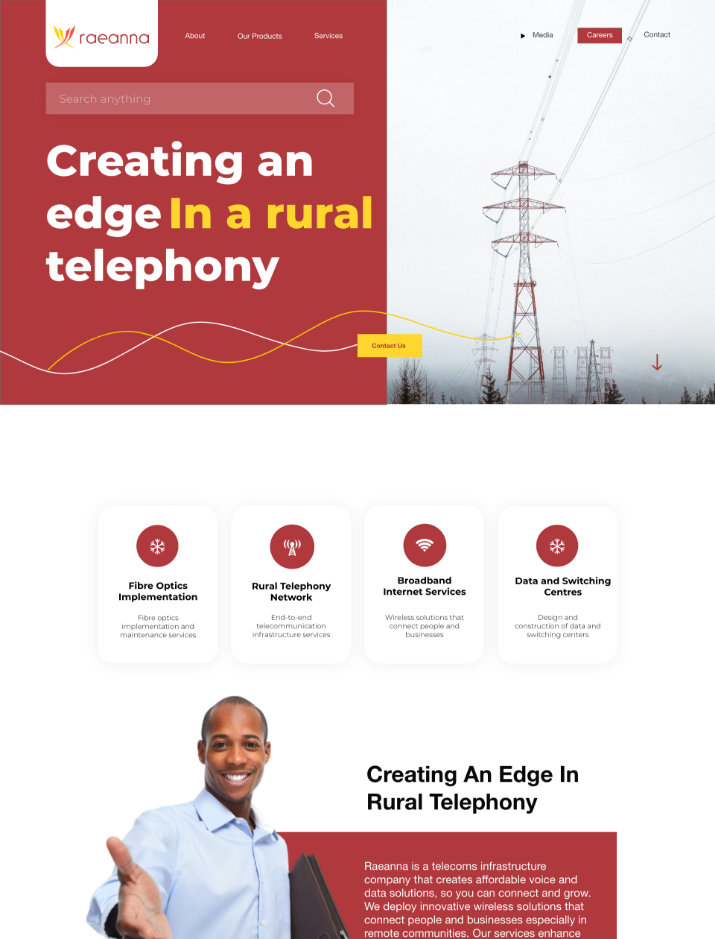 raeanna
About
Our Products
Services
Media
Careers
Contact
Search anything
Creating an
edge In a rural
telephony
Contact Us
Fibre Optics
Implementation
Fibre optics
implementation and
maintenance services
Rural Telephony
Network
End-to-end
telecommunication
infrastructure services
Broadband
Internet Services
Wireless solutions that
connect people and
businesses
Data and Switching
Centres
Design and
construction of data and
switching centers
Creating An Edge In
Rural Telephony
Raeanna is a telecoms infrastructure
company that creates affordable voice and
data solutions, so you can connect and grow.
We deploy innovative wireless solutions that
connect people and businesses especially in
remote communities. Our services enhance